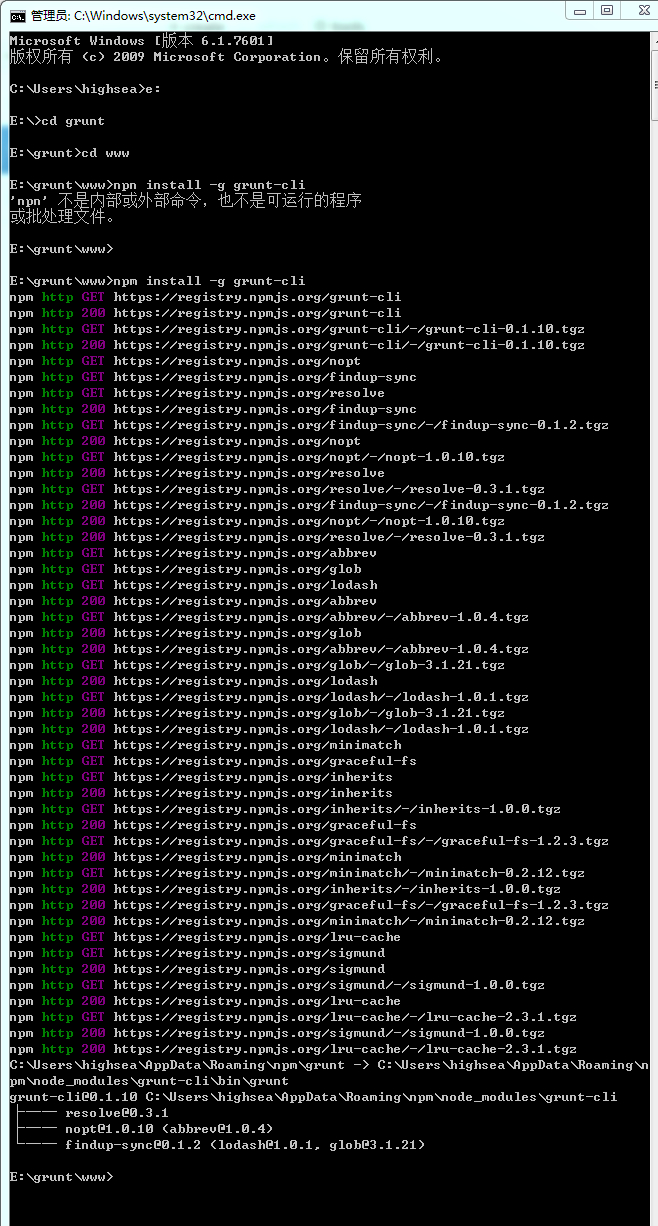 管理员: C:\Windows\system32\cmd.exe
Microsoft Windows [版本 6.1.7601]
版权所有 (c) 2009 Microsoft Corporation。保留所有权利。
C:\Users\highsea>e:
E:\>cd grunt
E:\grunt>cd www
E:\grunt\www>npn install -g grunt-cli
'npn' 不是内部或外部命令，也不是可运行的程序
或批处理文件。
E:\grunt\www>
E:\grunt\www>npm install -g grunt-cli
npm http GET https://registry.npmjs.org/grunt-cli
npm http 200 https://registry.npmjs.org/grunt-cli
npm http GET https://registry.npmjs.org/grunt-cli/-/grunt-cli-0.1.10.tgz
npm http 200 https://registry.npmjs.org/grunt-cli/-/grunt-cli-0.1.10.tgz
npm http GET https://registry.npmjs.org/nopt
npm http GET https://registry.npmjs.org/findup-sync
npm http GET https://registry.npmjs.org/resolve
npm http 200 https://registry.npmjs.org/findup-sync
npm http GET https://registry.npmjs.org/findup-sync/-/findup-sync-0.1.2.tgz
npm http 200 https://registry.npmjs.org/nopt
npm http GET https://registry.npmjs.org/nopt/-/nopt-1.0.10.tgz
npm http 200 https://registry.npmjs.org/resolve
npm http GET https://registry.npmjs.org/resolve/-/resolve-0.3.1.tgz
npm http 200 https://registry.npmjs.org/findup-sync/-/findup-sync-0.1.2.tgz
npm http 200 https://registry.npmjs.org/nopt/-/nopt-1.0.10.tgz
npm http 200 https://registry.npmjs.org/resolve/-/resolve-0.3.1.tgz
npm http GET https://registry.npmjs.org/abbrev
npm http GET https://registry.npmjs.org/glob
npm http GET https://registry.npmjs.org/lodash
npm http 200 https://registry.npmjs.org/abbrev
npm http GET https://registry.npmjs.org/abbrev/-/abbrev-1.0.4.tgz
npm http 200 https://registry.npmjs.org/glob
npm http 200 https://registry.npmjs.org/abbrev/-/abbrev-1.0.4.tgz
npm http GET https://registry.npmjs.org/glob/-/glob-3.1.21.tgz
npm http 200 https://registry.npmjs.org/lodash
npm http GET https://registry.npmjs.org/lodash/-/lodash-1.0.1.tgz
npm http 200 https://registry.npmjs.org/glob/-/glob-3.1.21.tgz
npm http 200 https://registry.npmjs.org/lodash/-/lodash-1.0.1.tgz
npm http GET https://registry.npmjs.org/minimatch
npm http GET https://registry.npmjs.org/graceful-fs
npm http GET https://registry.npmjs.org/inherits
npm http 200 https://registry.npmjs.org/inherits
npm http GET https://registry.npmjs.org/inherits/-/inherits-1.0.0.tgz
npm http 200 https://registry.npmjs.org/graceful-fs
npm http GET https://registry.npmjs.org/graceful-fs/-/graceful-fs-1.2.3.tgz
npm http 200 https://registry.npmjs.org/minimatch
npm http GET https://registry.npmjs.org/minimatch/-/minimatch-0.2.12.tgz
npm http 200 https://registry.npmjs.org/inherits/-/inherits-1.0.0.tgz
npm http 200 https://registry.npmjs.org/graceful-fs/-/graceful-fs-1.2.3.tgz
npm http 200 https://registry.npmjs.org/minimatch/-/minimatch-0.2.12.tgz
npm http GET https://registry.npmjs.org/lru-cache
npm http GET https://registry.npmjs.org/sigmund
npm http 200 https://registry.npmjs.org/sigmund
npm http GET https://registry.npmjs.org/sigmund/-/sigmund-1.0.0.tgz
npm http 200 https://registry.npmjs.org/lru-cache
npm http GET https://registry.npmjs.org/lru-cache/-/lru-cache-2.3.1.tgz
npm http 200 https://registry.npmjs.org/sigmund/-/sigmund-1.0.0.tgz
npm http 200 https://registry.npmjs.org/lru-cache/-/lru-cache-2.3.1.tgz
C:\Users\highsea\AppData\Roaming\npm\grunt -> C:\Users\highsea\AppData\Roaming\n
pm\node_modules\grunt-cli\bin\grunt
grunt-cli@0.1.10 C:\Users\highsea\AppData\Roaming\npm\node_modules\grunt-cli
├── resolve@0.3.1
├── nopt@1.0.10 (abbrev@1.0.4)
└── findup-sync@0.1.2 (lodash@1.0.1, glob@3.1.21)
E:\grunt\www>